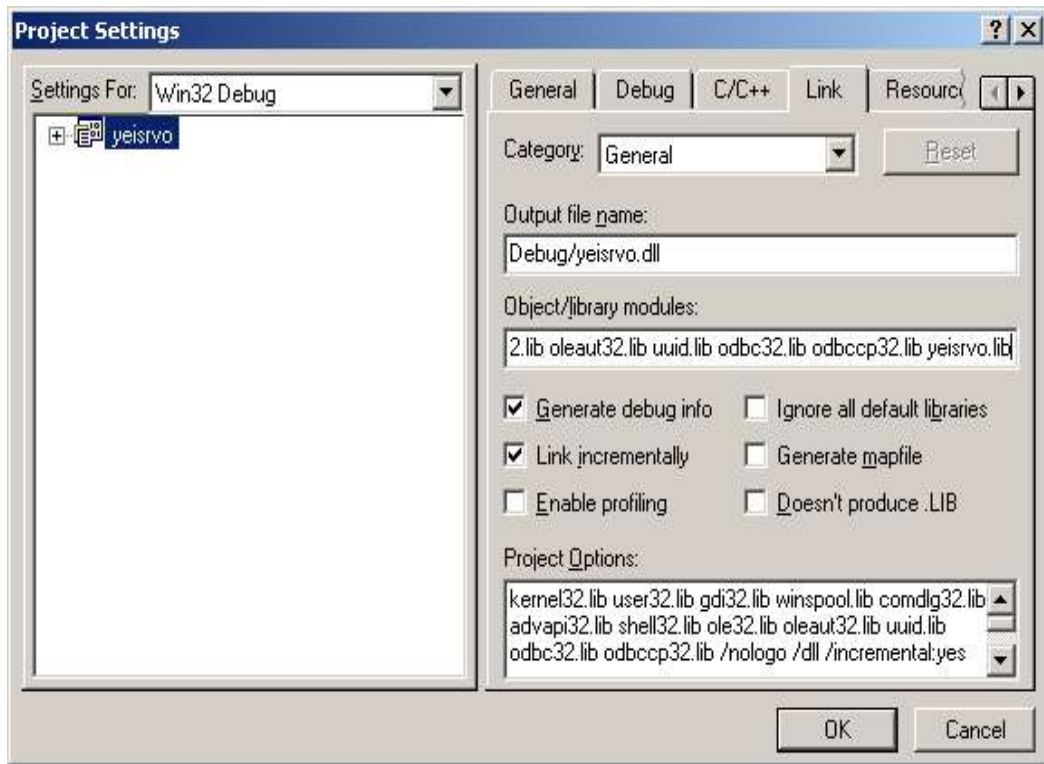 Project Settings
Settings For: Win32 Debug
yeisrvo
General Debug C/C++ Link Resourc
Category: General Reset
Output file name:
Debug/yeisrvo.dll
Object/library modules:
2.lib oleaut32.lib uuid.lib odbc32.lib odbccp32.lib yeisrvo.lib
Generate debug info Ignore all default libraries
Link incrementally Generate mapfile
Enable profiling Doesn't produce .LIB
Project Options:
kernel32.lib user32.lib gdi32.lib winspool.lib comdlg32.lib
advapi32.lib shell32.lib ole32.lib oleaut32.lib uuid.lib
odbc32.lib odbccp32.lib /nologo /dll /incremental:yes
OK Cancel